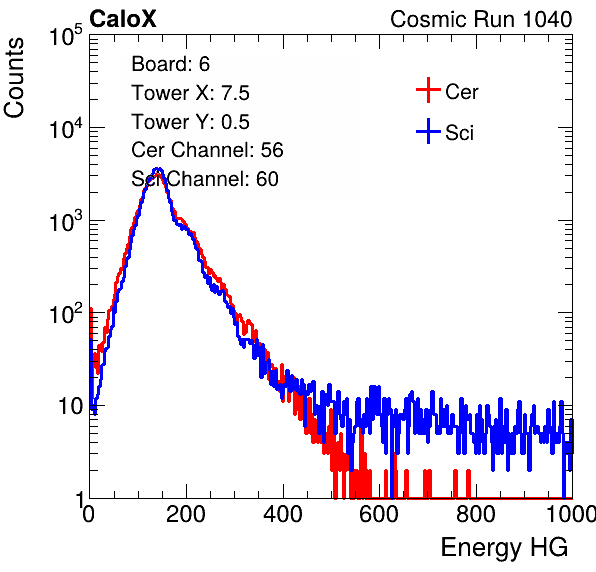 CaloX Cosmic Run 1040
Counts
10^5
10^4
10^3
10^2
10
1
Board: 6
Tower X: 7.5
Tower Y: 0.5
Cer Channel: 56
Sci Channel: 60
Cer
Sci
0 200 400 600 800 1000
Energy HG